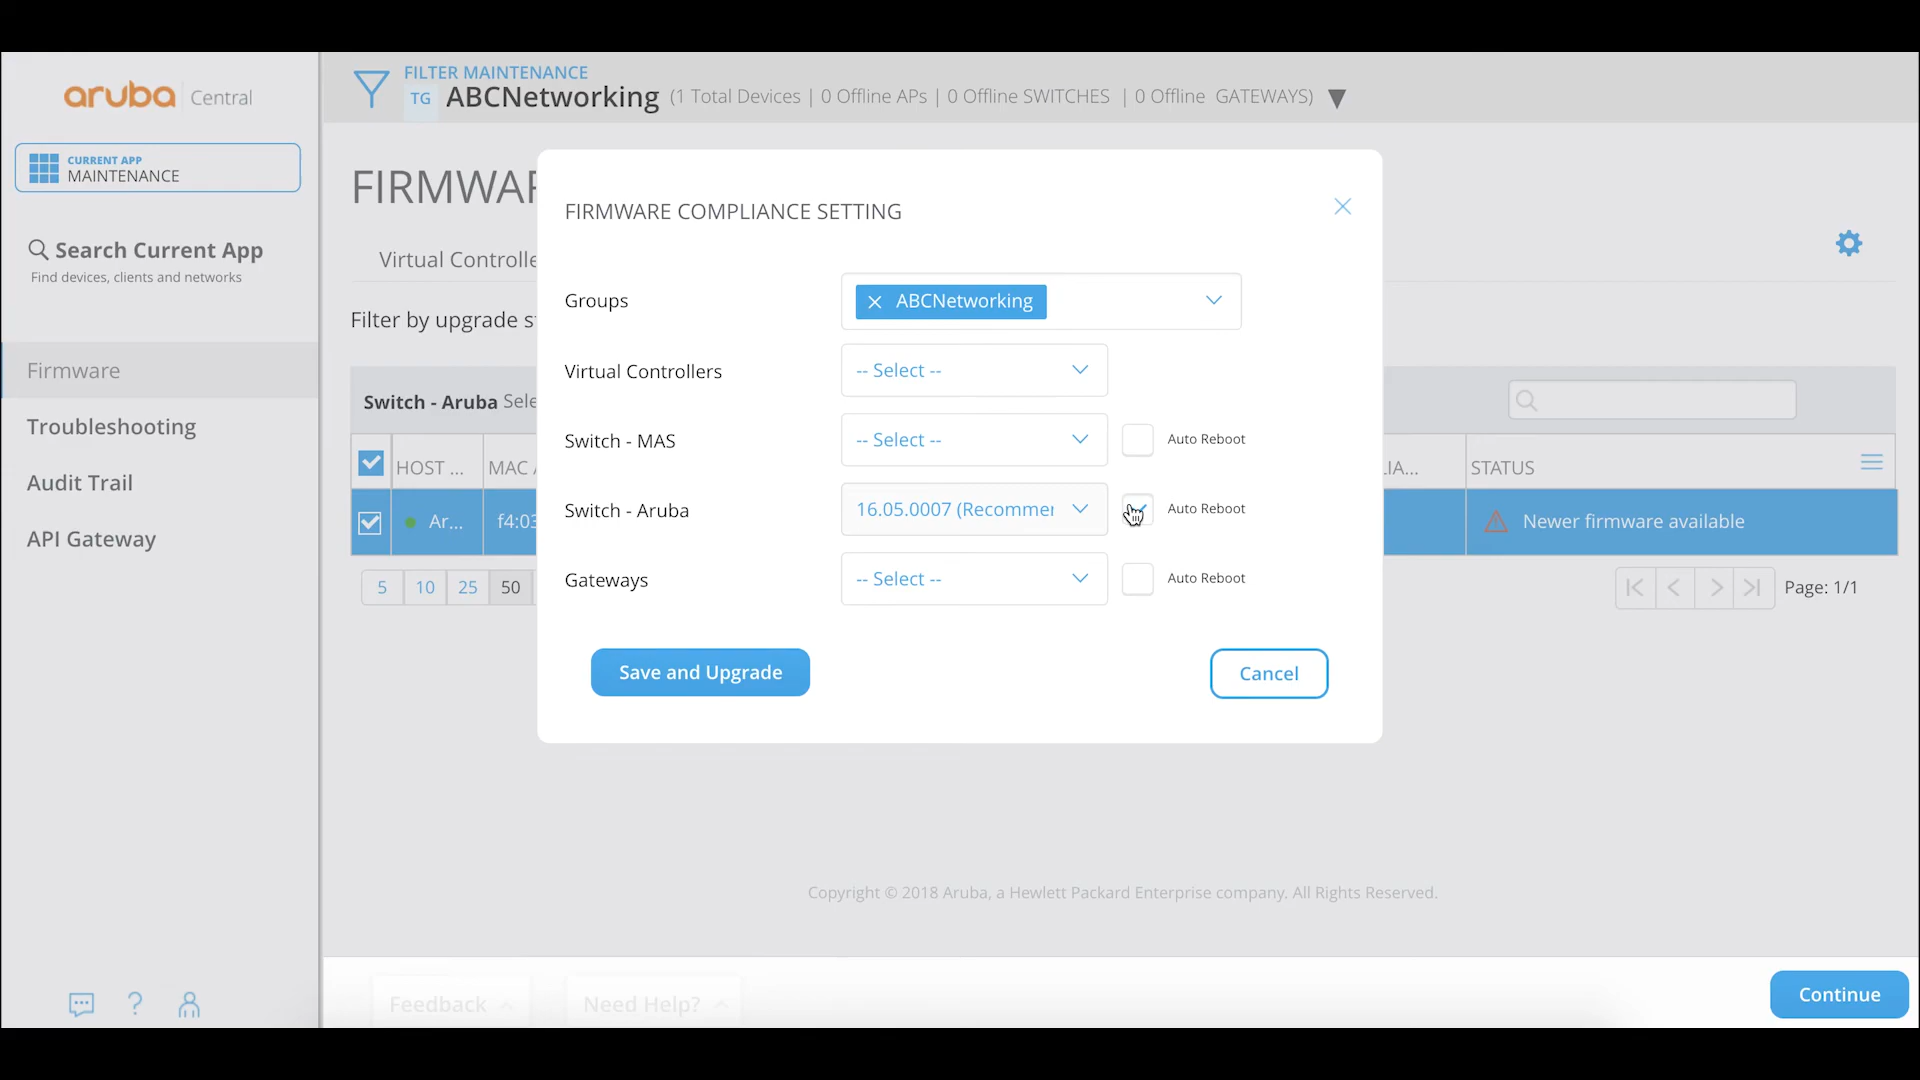 aruba Central
CURRENT APP
MAINTENANCE
Search Current App
Find devices, clients and networks
Firmware
Troubleshooting
Audit Trail
API Gateway
FILTER MAINTENANCE
TG ABCNetworking (1 Total Devices | 0 Offline APs | 0 Offline SWITCHES | 0 Offline GATEWAYS)
FIRMWAR
Virtual Controlle
Filter by upgrade s
Switch - Aruba Sele
HOST ... MAC A ...IA... STATUS
Ar... f4:03 Newer firmware available
5 10 25 50 Page: 1/1
FIRMWARE COMPLIANCE SETTING
Groups ABCNetworking
Virtual Controllers -- Select --
Switch - MAS -- Select -- Auto Reboot
Switch - Aruba 16.05.0007 (Recommen Auto Reboot
Gateways -- Select -- Auto Reboot
Save and Upgrade Cancel
Copyright © 2018 Aruba, a Hewlett Packard Enterprise company. All Rights Reserved.
Feedback Need Help?
Continue